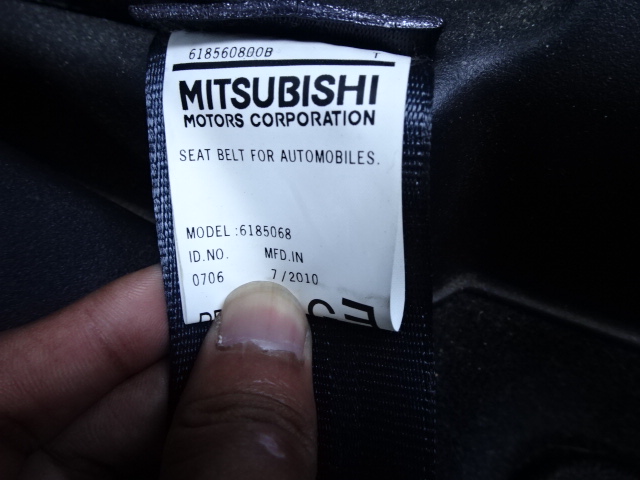 618560800B
MITSUBISHI
MOTORS CORPORATION
SEAT BELT FOR AUTOMOBILES.
MODEL:6185068
ID.NO. MFD.IN
0706 7/2010